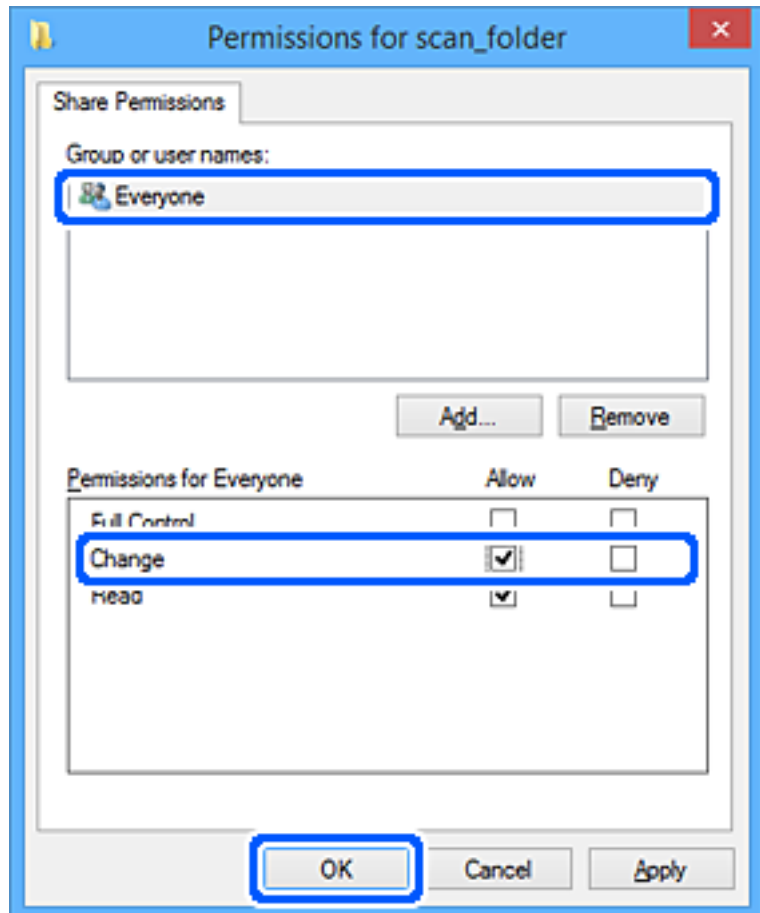 Permissions for scan_folder
Share Permissions
Group or user names:
Everyone
Add... Remove
Permissions for Everyone Allow Deny
Full Control
Change
Read
OK Cancel Apply